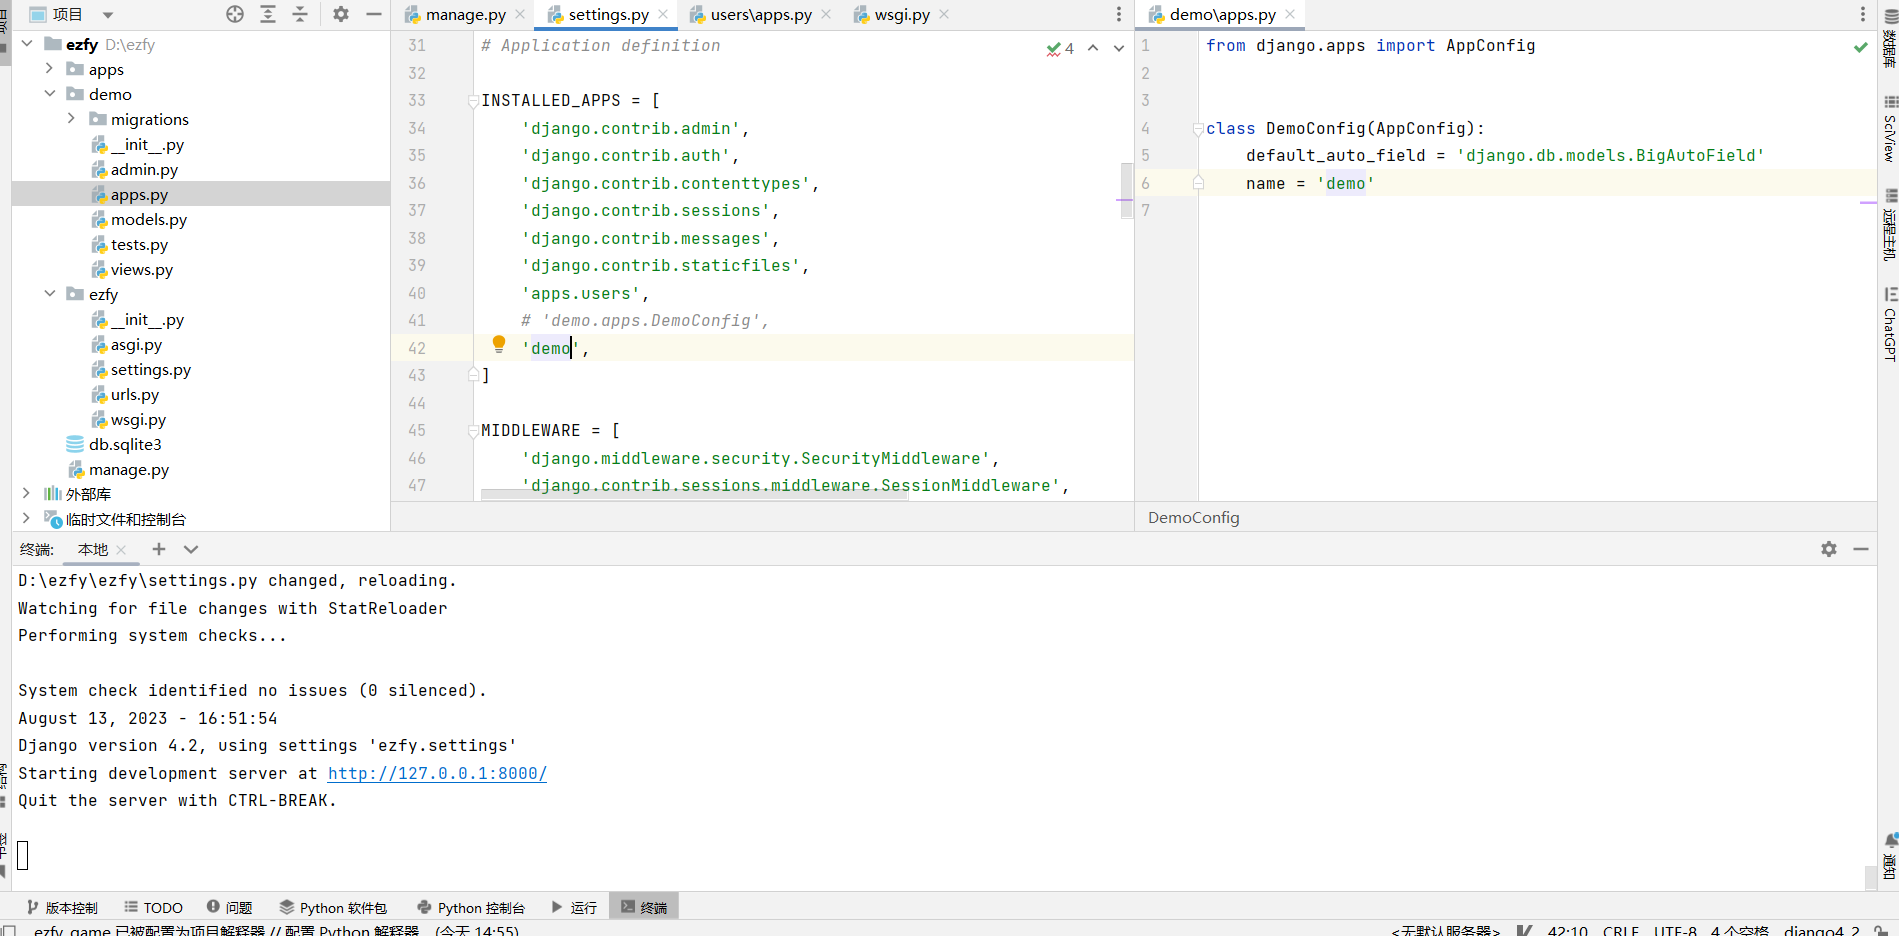 项目
ezfy D:\ezfy
apps
demo
migrations
__init__.py
admin.py
apps.py
models.py
tests.py
views.py
ezfy
__init__.py
asgi.py
settings.py
urls.py
wsgi.py
db.sqlite3
manage.py
外部库
临时文件和控制台
manage.py
settings.py
users\apps.py
wsgi.py
4
31 # Application definition
32
33 INSTALLED_APPS = [
34 'django.contrib.admin',
35 'django.contrib.auth',
36 'django.contrib.contenttypes',
37 'django.contrib.sessions',
38 'django.contrib.messages',
39 'django.contrib.staticfiles',
40 'apps.users',
41 # 'demo.apps.DemoConfig',
42 'demo',
43 ]
44
45 MIDDLEWARE = [
46 'django.middleware.security.SecurityMiddleware',
47 'django.contrib.sessions.middleware.SessionMiddleware',
demo\apps.py
1 from django.apps import AppConfig
2
3
4 class DemoConfig(AppConfig):
5 default_auto_field = 'django.db.models.BigAutoField'
6 name = 'demo'
7
DemoConfig
数据库
SciView
远程主机
ChatGPT
通知
终端: 本地
D:\ezfy\ezfy\settings.py changed, reloading.
Watching for file changes with StatReloader
Performing system checks...
System check identified no issues (0 silenced).
August 13, 2023 - 16:51:54
Django version 4.2, using settings 'ezfy.settings'
Starting development server at http://127.0.0.1:8000/
Quit the server with CTRL-BREAK.
版本控制 TODO 问题 Python 软件包 Python 控制台 运行 终端
ezfy_game 已被配置为项目解释器 // 配置 Python 解释器... (今天 14:55)
<无默认服务器> 42:10 CRLF UTF-8 4 个空格 django4_2